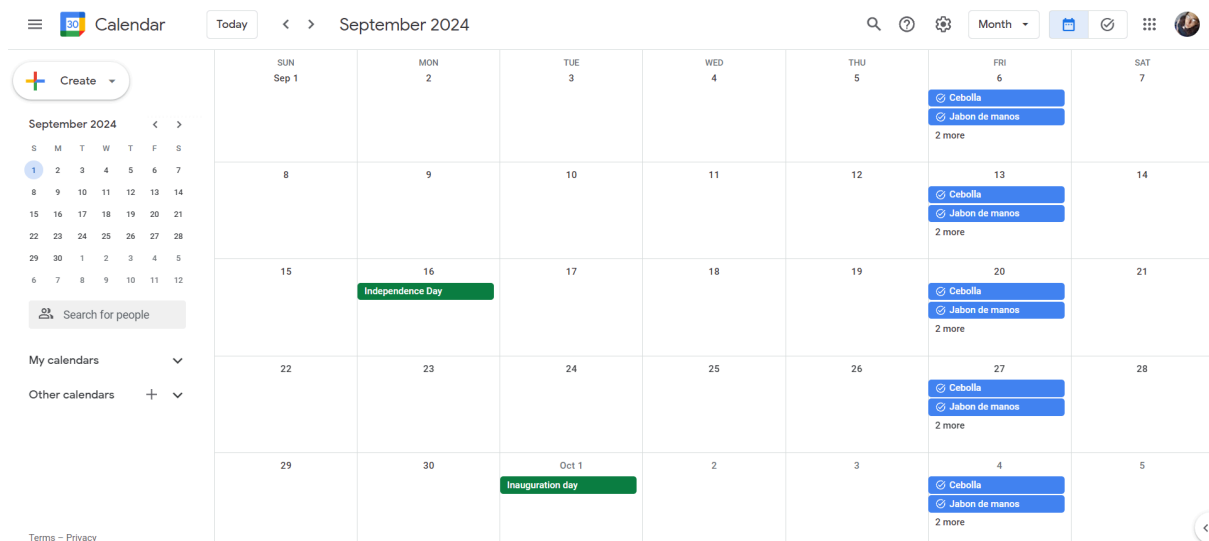 30 Calendar Today September 2024 Month
Create
September 2024
S M T W T F S
1 2 3 4 5 6 7
8 9 10 11 12 13 14
15 16 17 18 19 20 21
22 23 24 25 26 27 28
29 30 1 2 3 4 5
6 7 8 9 10 11 12
Search for people
My calendars
Other calendars
Terms – Privacy
SUN MON TUE WED THU FRI SAT
Sep 1 2 3 4 5 6 7
Cebolla
Jabon de manos
2 more
8 9 10 11 12 13 14
Cebolla
Jabon de manos
2 more
15 16 17 18 19 20 21
Independence Day Cebolla
Jabon de manos
2 more
22 23 24 25 26 27 28
Cebolla
Jabon de manos
2 more
29 30 Oct 1 2 3 4 5
Inauguration day Cebolla
Jabon de manos
2 more